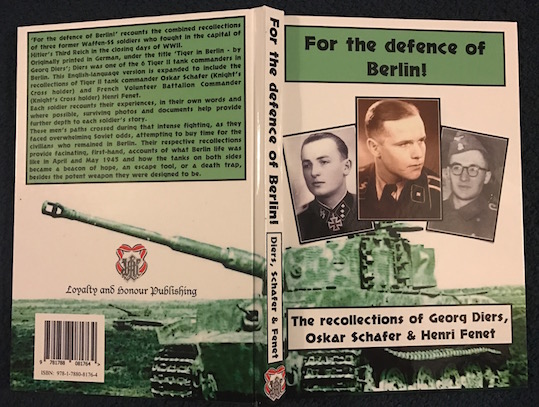 'For the defence of Berlin!' recounts the combined recollections
of three former Waffen-SS soldiers who fought in the capital of
Hitler's Third Reich in the closing days of WWII.
Originally printed in German, under the title 'Tiger in Berlin - by
Georg Diers'; Diers was one of the 6 Tiger II tank commanders in
Berlin. This English-language version is expanded to include the
recollections of Tiger II tank commander Oskar Schafer (Knight's
Cross holder) and French Volunteer Battalion Commander
(Knight's Cross holder) Henri Fenet.
Each soldier recounts their experiences, in their own words and
where possible, surviving photos and documents help provide
further depth to each soldier's story.
These men's paths crossed during that intense fighting, as they
faced overwhelming Soviet odds, attempting to buy time for the
civilians who remained in Berlin. Their respective recollections
provide facinating, first-hand, accounts of what Berlin life was
like in April and May 1945 and how the tanks on both sides
became a beacon of hope, an escape fool, or a death trap,
besides the potent weapon they were designed to be.
Loyalty and Honour Publishing
9 781788 081764 >
ISBN: 978-1-7880-8176-4
For the defence of Berlin!
Diers, Schafer & Fenet
For the defence of
Berlin!
The recollections of Georg Diers,
Oskar Schafer & Henri Fenet